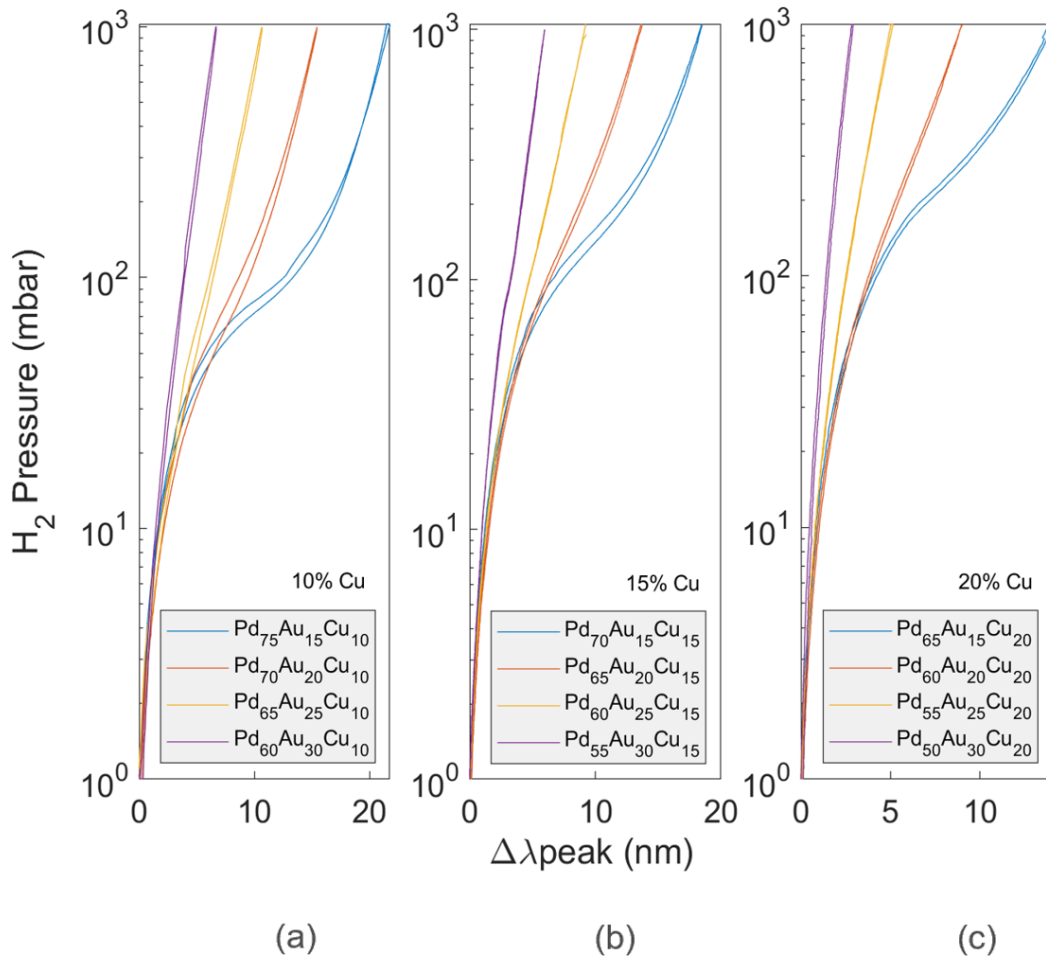 H₂ Pressure (mbar)
10³
10²
10¹
10⁰
0
10
20
10% Cu
Pd₇₅Au₁₅Cu₁₀
Pd₇₀Au₂₀Cu₁₀
Pd₆₅Au₂₅Cu₁₀
Pd₆₀Au₃₀Cu₁₀
10³
10²
10¹
10⁰
0
10
20
15% Cu
Pd₇₀Au₁₅Cu₁₅
Pd₆₅Au₂₀Cu₁₅
Pd₆₀Au₂₅Cu₁₅
Pd₅₅Au₃₀Cu₁₅
10³
10²
10¹
10⁰
0
5
10
20% Cu
Pd₆₅Au₁₅Cu₂₀
Pd₆₀Au₂₀Cu₂₀
Pd₅₅Au₂₅Cu₂₀
Pd₅₀Au₃₀Cu₂₀
Δλpeak (nm)
(a)
(b)
(c)